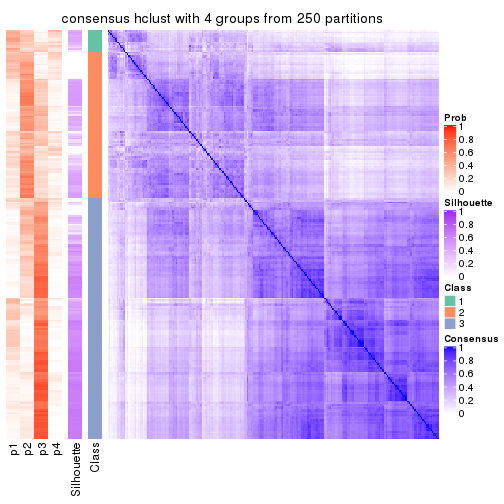 consensus hclust with 4 groups from 250 partitions
Prob
1
0.8
0.6
0.4
0.2
0
Silhouette
1
0.8
0.6
0.4
0.2
0
Class
1
2
3
Consensus
1
0.8
0.6
0.4
0.2
0
p1
p2
p3
p4
Silhouette
Class